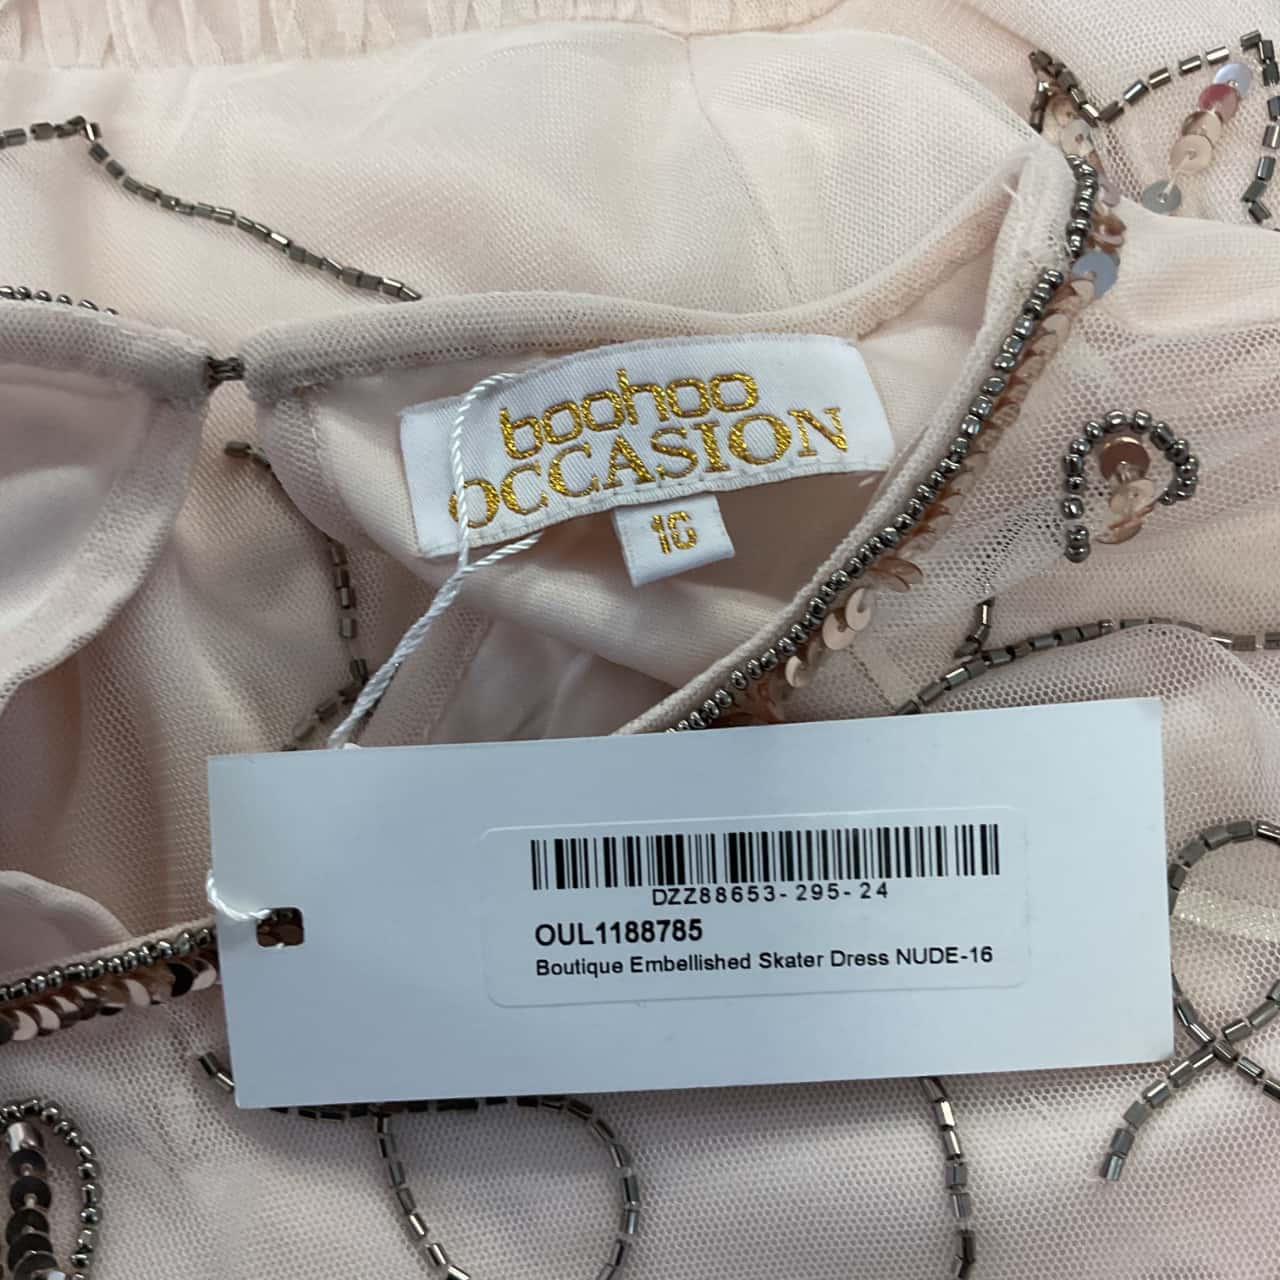 boohoo
OCCASION
16
DZZ88653-295-24
OUL1188785
Boutique Embellished Skater Dress NUDE-16